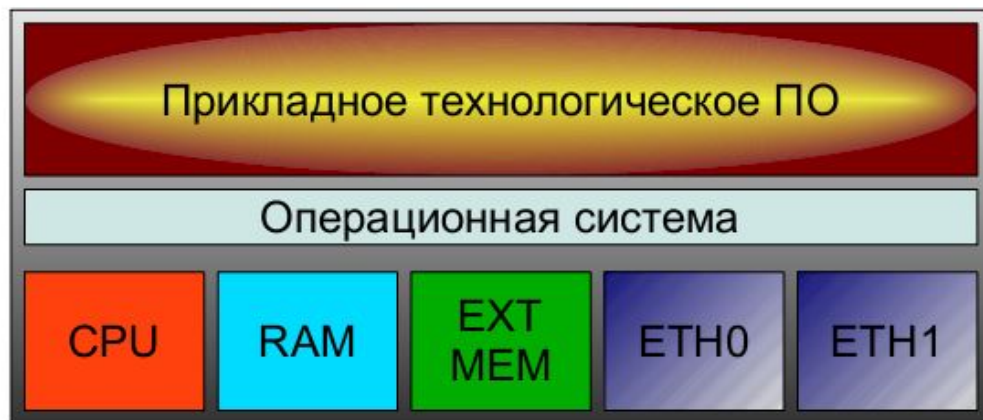 Прикладное технологическое ПО
Операционная система
CPU
RAM
EXT
MEM
ETH0
ETH1